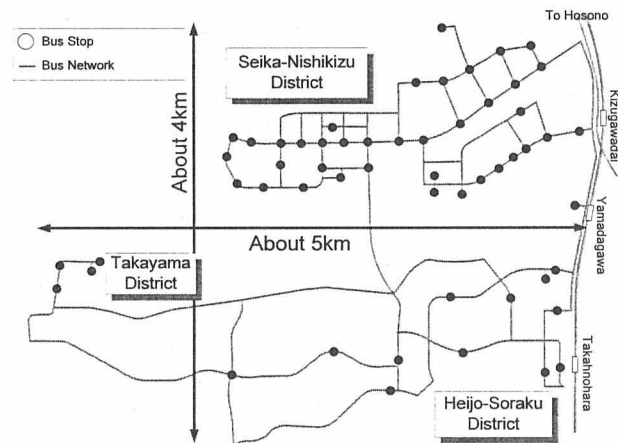 To Hosono
Bus Stop
Bus Network
Seika-Nishikizu
District
Kizugawadai
About 4km
Yamadagawa
About 5km
Takayama
District
Takahnohara
Heijo-Soraku
District